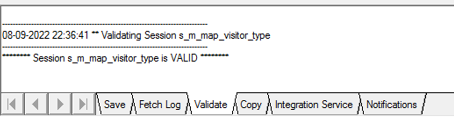 08-09-2022 22:36:41 ** Validating Session s_m_map_visitor_type
******** Session s_m_map_visitor_type is VALID ********
Save Fetch Log Validate Copy Integration Service Notifications